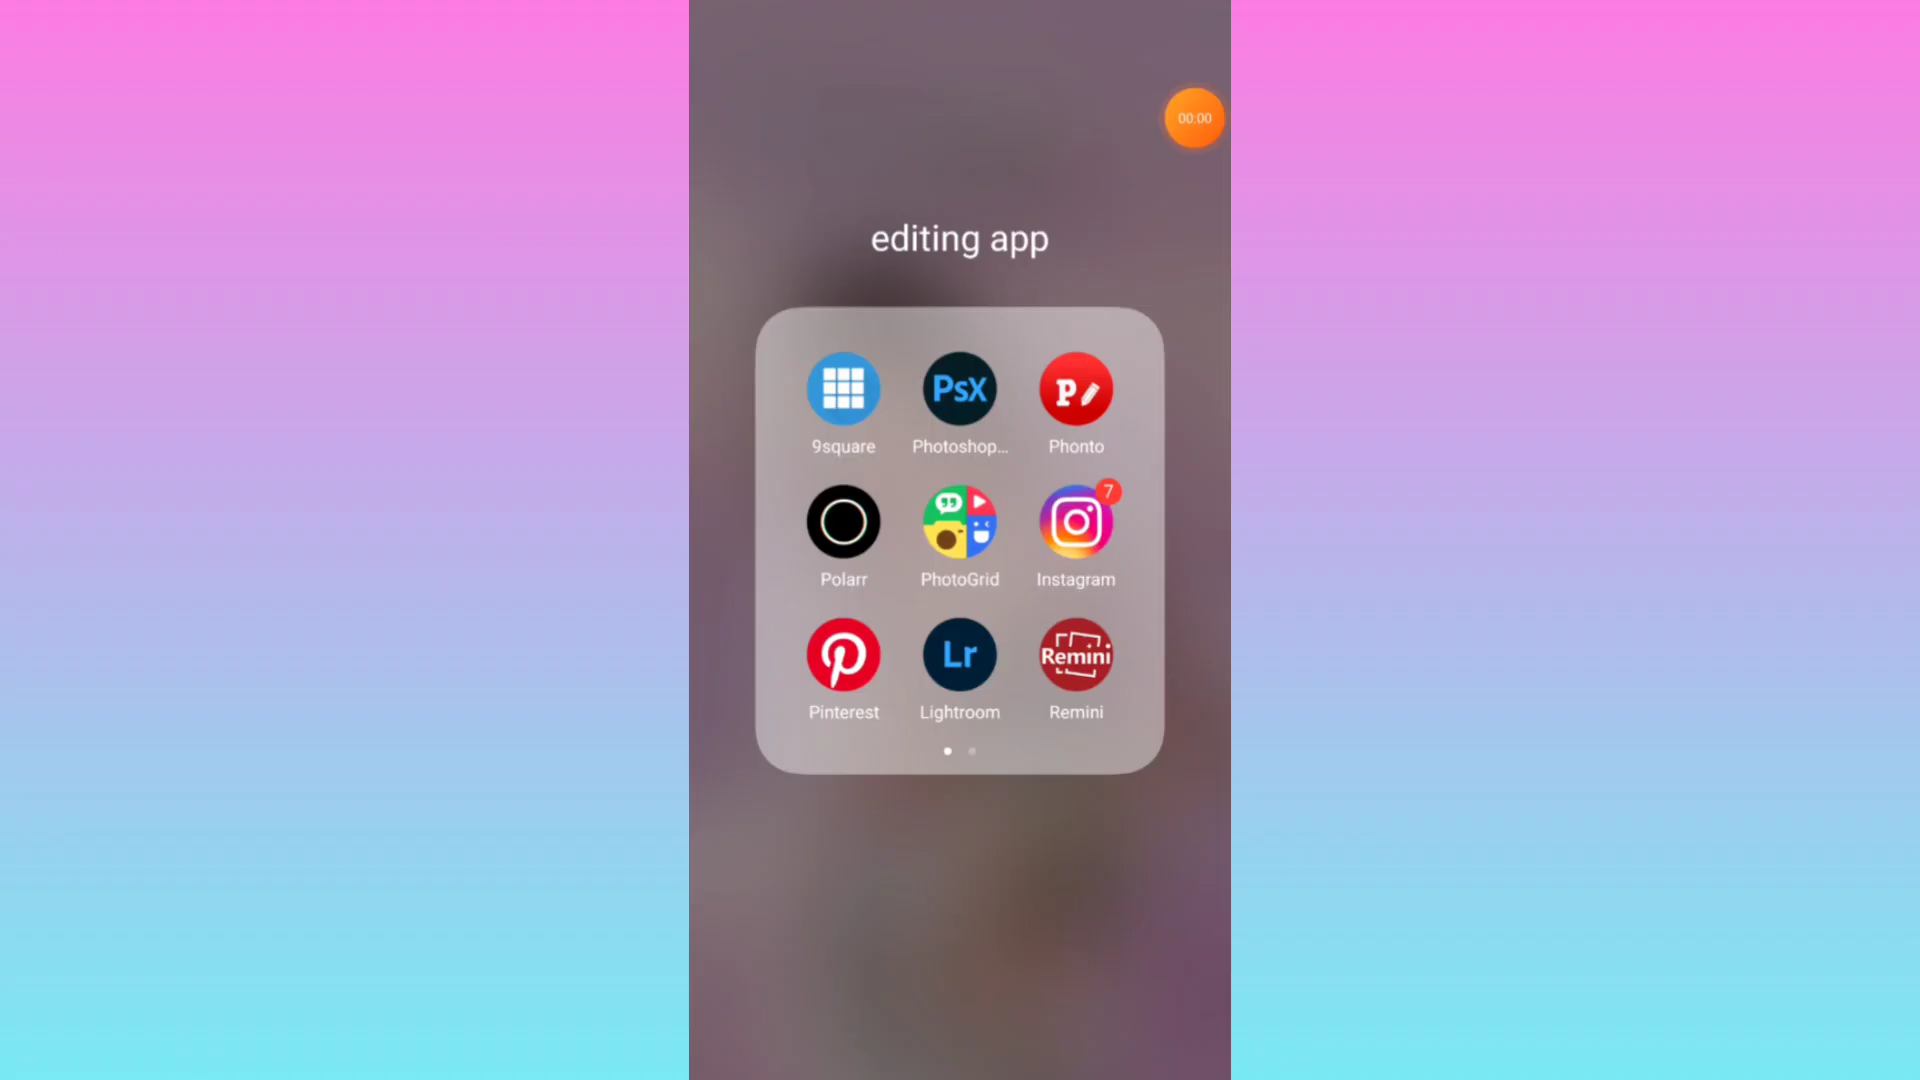 00:00
editing app
PsX
P
9square Photoshop... Phonto
7
Polarr PhotoGrid Instagram
Lr
Remini
Pinterest Lightroom Remini